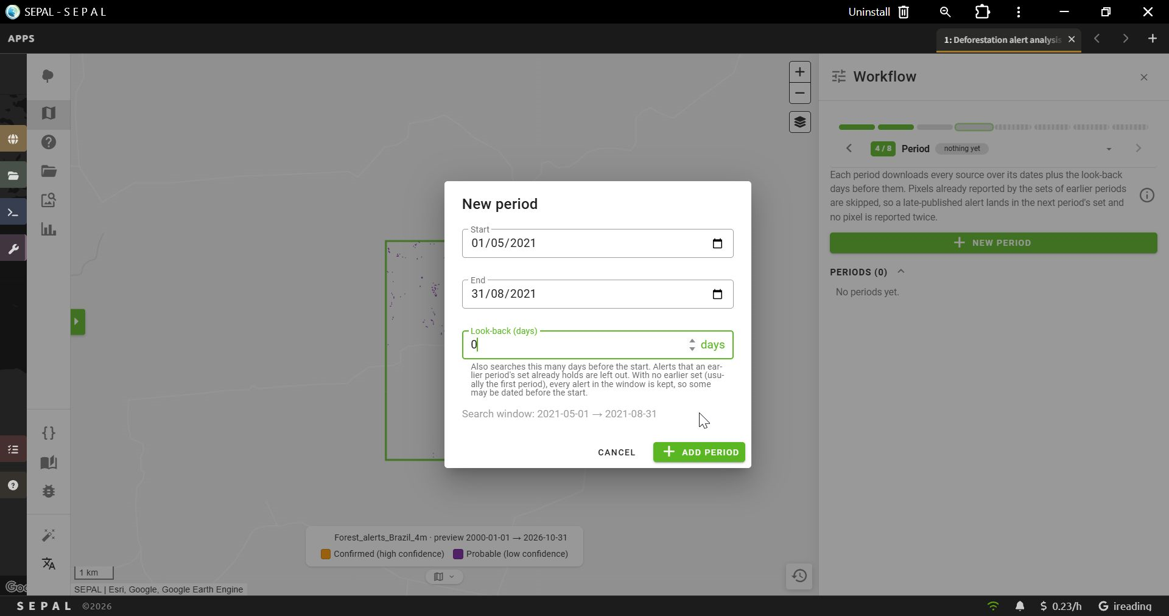 SEPAL - S E P A L
Uninstall
APPS
1: Deforestation alert analysis
Workflow
4 / 8 Period nothing yet
Each period downloads every source over its dates plus the look-back
days before them. Pixels already reported by the sets of earlier periods
are skipped, so a late-published alert lands in the next period's set and
no pixel is reported twice.
NEW PERIOD
PERIODS (0)
No periods yet.
New period
Start
01/05/2021
End
31/08/2021
Look-back (days)
0 days
Also searches this many days before the start. Alerts that an ear-
lier period's set already holds are left out. With no earlier set (usu-
ally the first period), every alert in the window is kept, so some
may be dated before the start.
Search window: 2021-05-01 → 2021-08-31
CANCEL
ADD PERIOD
Forest_alerts_Brazil_4m · preview 2000-01-01 → 2026-10-31
Confirmed (high confidence) Probable (low confidence)
1 km
SEPAL | Esri, Google, Google Earth Engine
S E P A L ©2026
$ 0.23/h
ireading